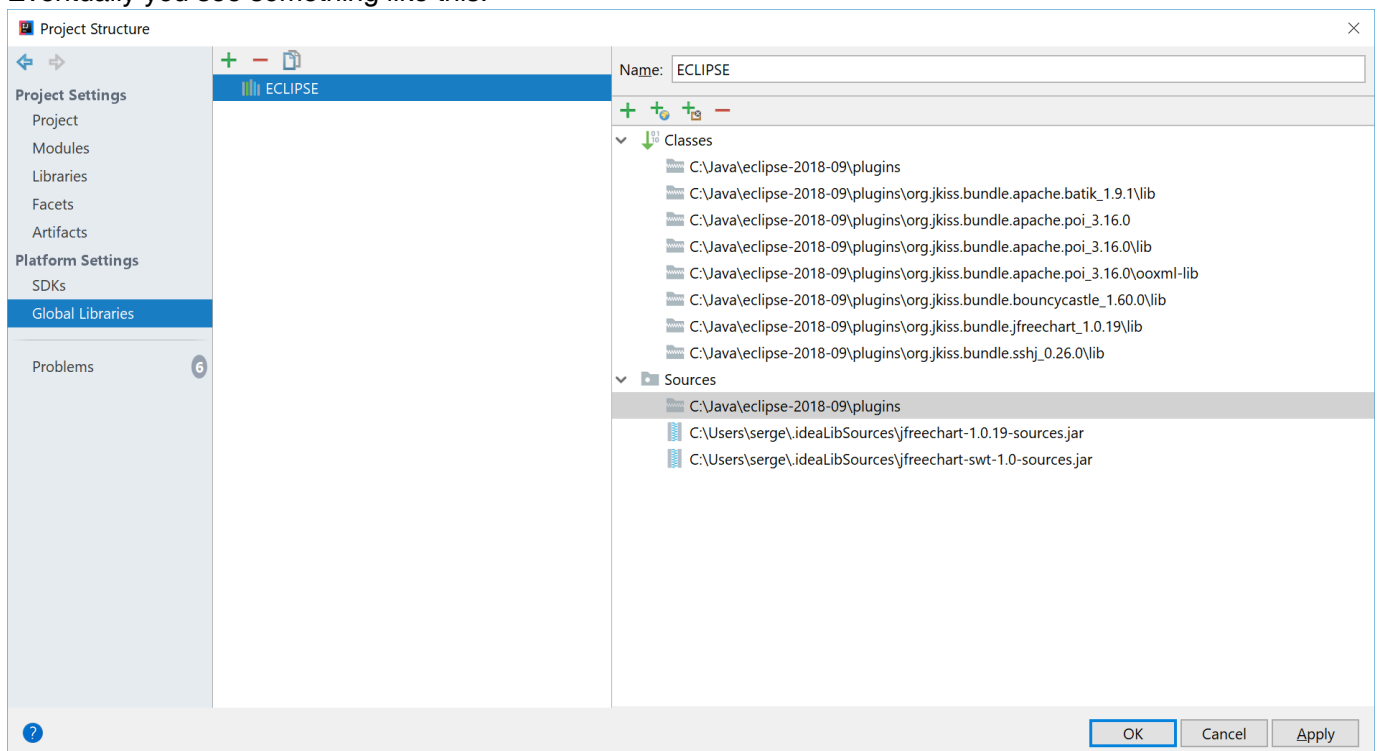 Project Structure
Project Settings
Project
Modules
Libraries
Facets
Artifacts
Platform Settings
SDKs
Global Libraries
Problems 6
ECLIPSE
Name: ECLIPSE
Classes
C:\Java\eclipse-2018-09\plugins
C:\Java\eclipse-2018-09\plugins\org.jkiss.bundle.apache.batik_1.9.1\lib
C:\Java\eclipse-2018-09\plugins\org.jkiss.bundle.apache.poi_3.16.0
C:\Java\eclipse-2018-09\plugins\org.jkiss.bundle.apache.poi_3.16.0\lib
C:\Java\eclipse-2018-09\plugins\org.jkiss.bundle.apache.poi_3.16.0\ooxml-lib
C:\Java\eclipse-2018-09\plugins\org.jkiss.bundle.bouncycastle_1.60.0\lib
C:\Java\eclipse-2018-09\plugins\org.jkiss.bundle.jfreechart_1.0.19\lib
C:\Java\eclipse-2018-09\plugins\org.jkiss.bundle.sshj_0.26.0\lib
Sources
C:\Java\eclipse-2018-09\plugins
C:\Users\serge\.ideaLibSources\jfreechart-1.0.19-sources.jar
C:\Users\serge\.ideaLibSources\jfreechart-swt-1.0-sources.jar
?
OK Cancel Apply